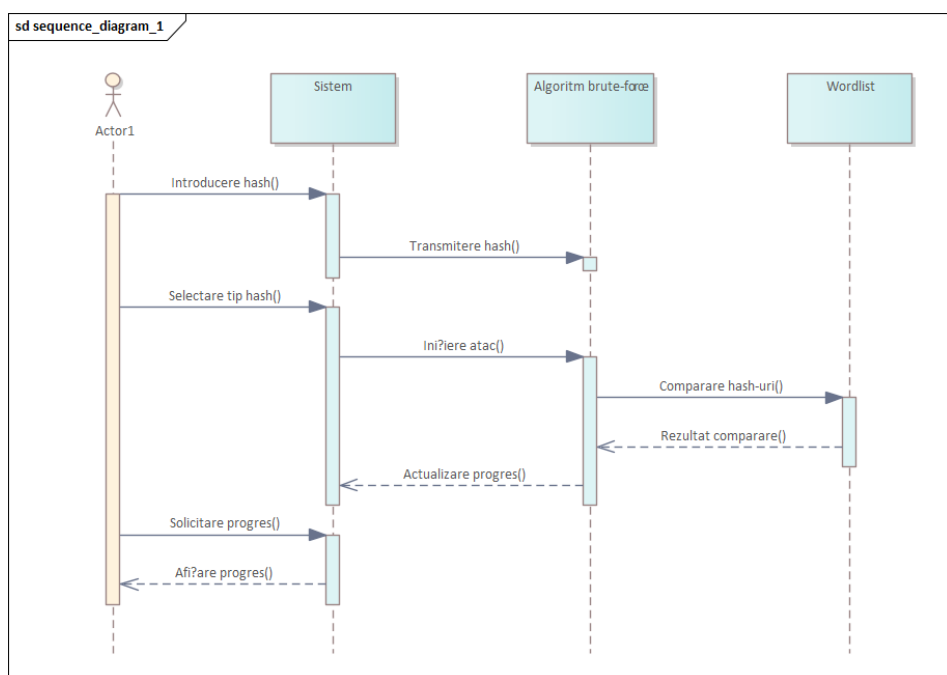 sd sequence_diagram_1
Actor1
Sistem
Algoritm brute-force
Wordlist
Introducere hash()
Transmitere hash()
Selectare tip hash()
Ini?iere atac()
Comparare hash-uri()
Rezultat comparare()
Actualizare progres()
Solicitare progres()
Afi?are progres()